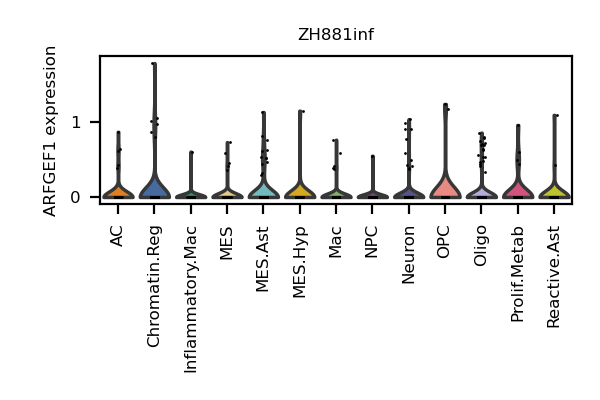 ZH881inf
ARFGEF1 expression
1
0
AC
Chromatin.Reg
Inflammatory.Mac
MES
MES.Ast
MES.Hyp
Mac
NPC
Neuron
OPC
Oligo
Prolif.Metab
Reactive.Ast